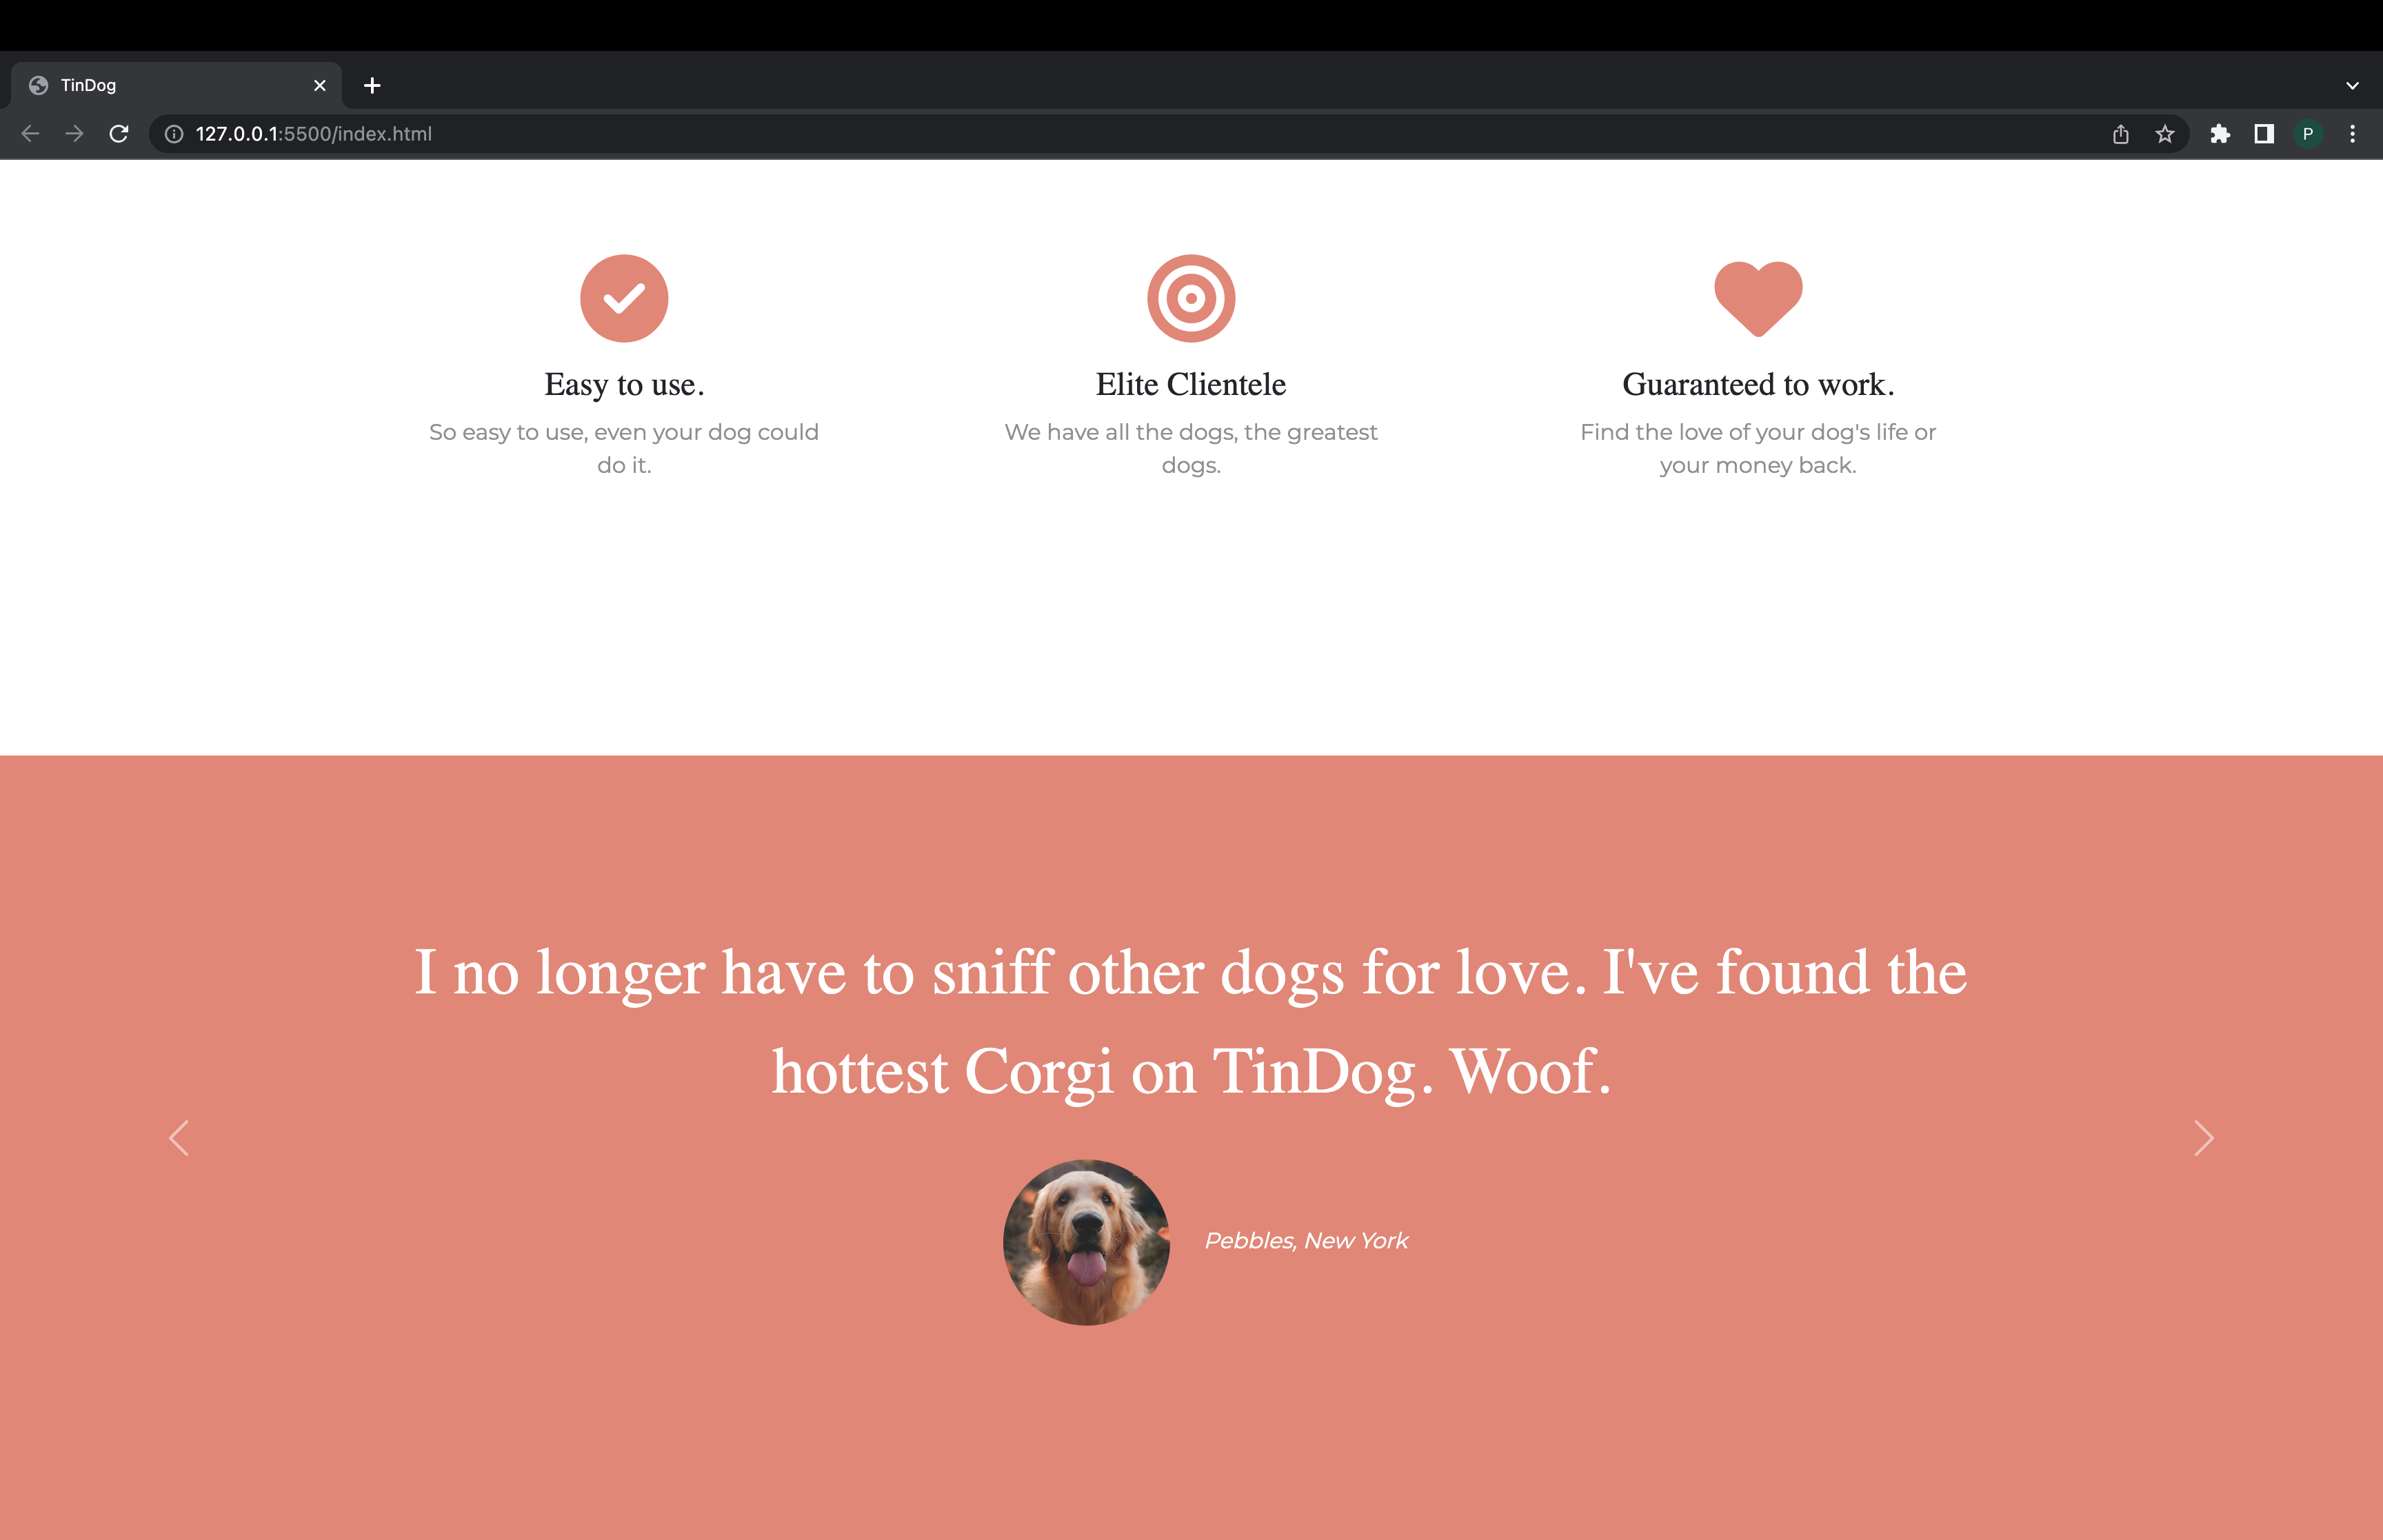 TinDog
127.0.0.1:5500/index.html
P
Easy to use.
So easy to use, even your dog could
do it.
Elite Clientele
We have all the dogs, the greatest
dogs.
Guaranteed to work.
Find the love of your dog's life or
your money back.
I no longer have to sniff other dogs for love. I've found the
hottest Corgi on TinDog. Woof.
Pebbles, New York